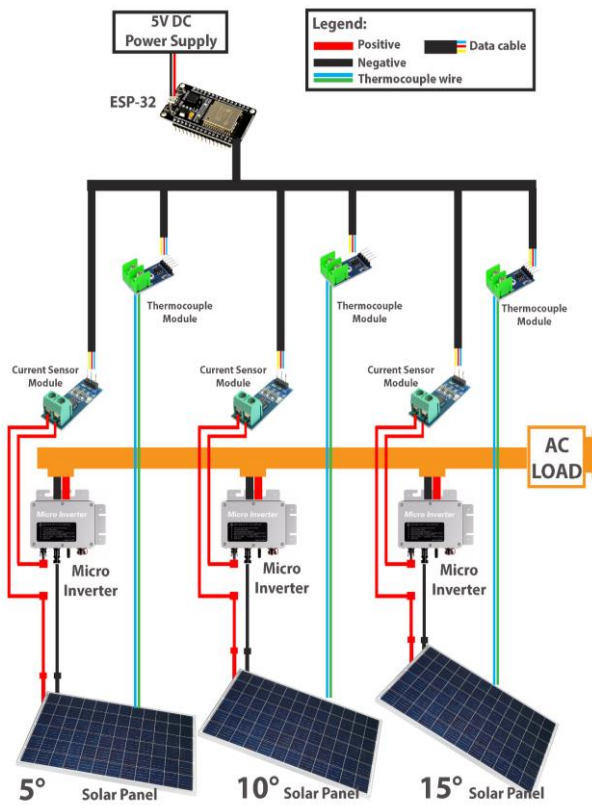 5V DC
Power Supply
Legend:
Positive
Data cable
Negative
Thermocouple wire
ESP-32
Thermocouple
Module
Thermocouple
Module
Thermocouple
Module
Current Sensor
Module
Current Sensor
Module
Current Sensor
Module
AC
LOAD
Micro Inverter
Micro Inverter
Micro Inverter
Micro
Inverter
Micro
Inverter
Micro
Inverter
5°
Solar Panel
10°
Solar Panel
15°
Solar Panel